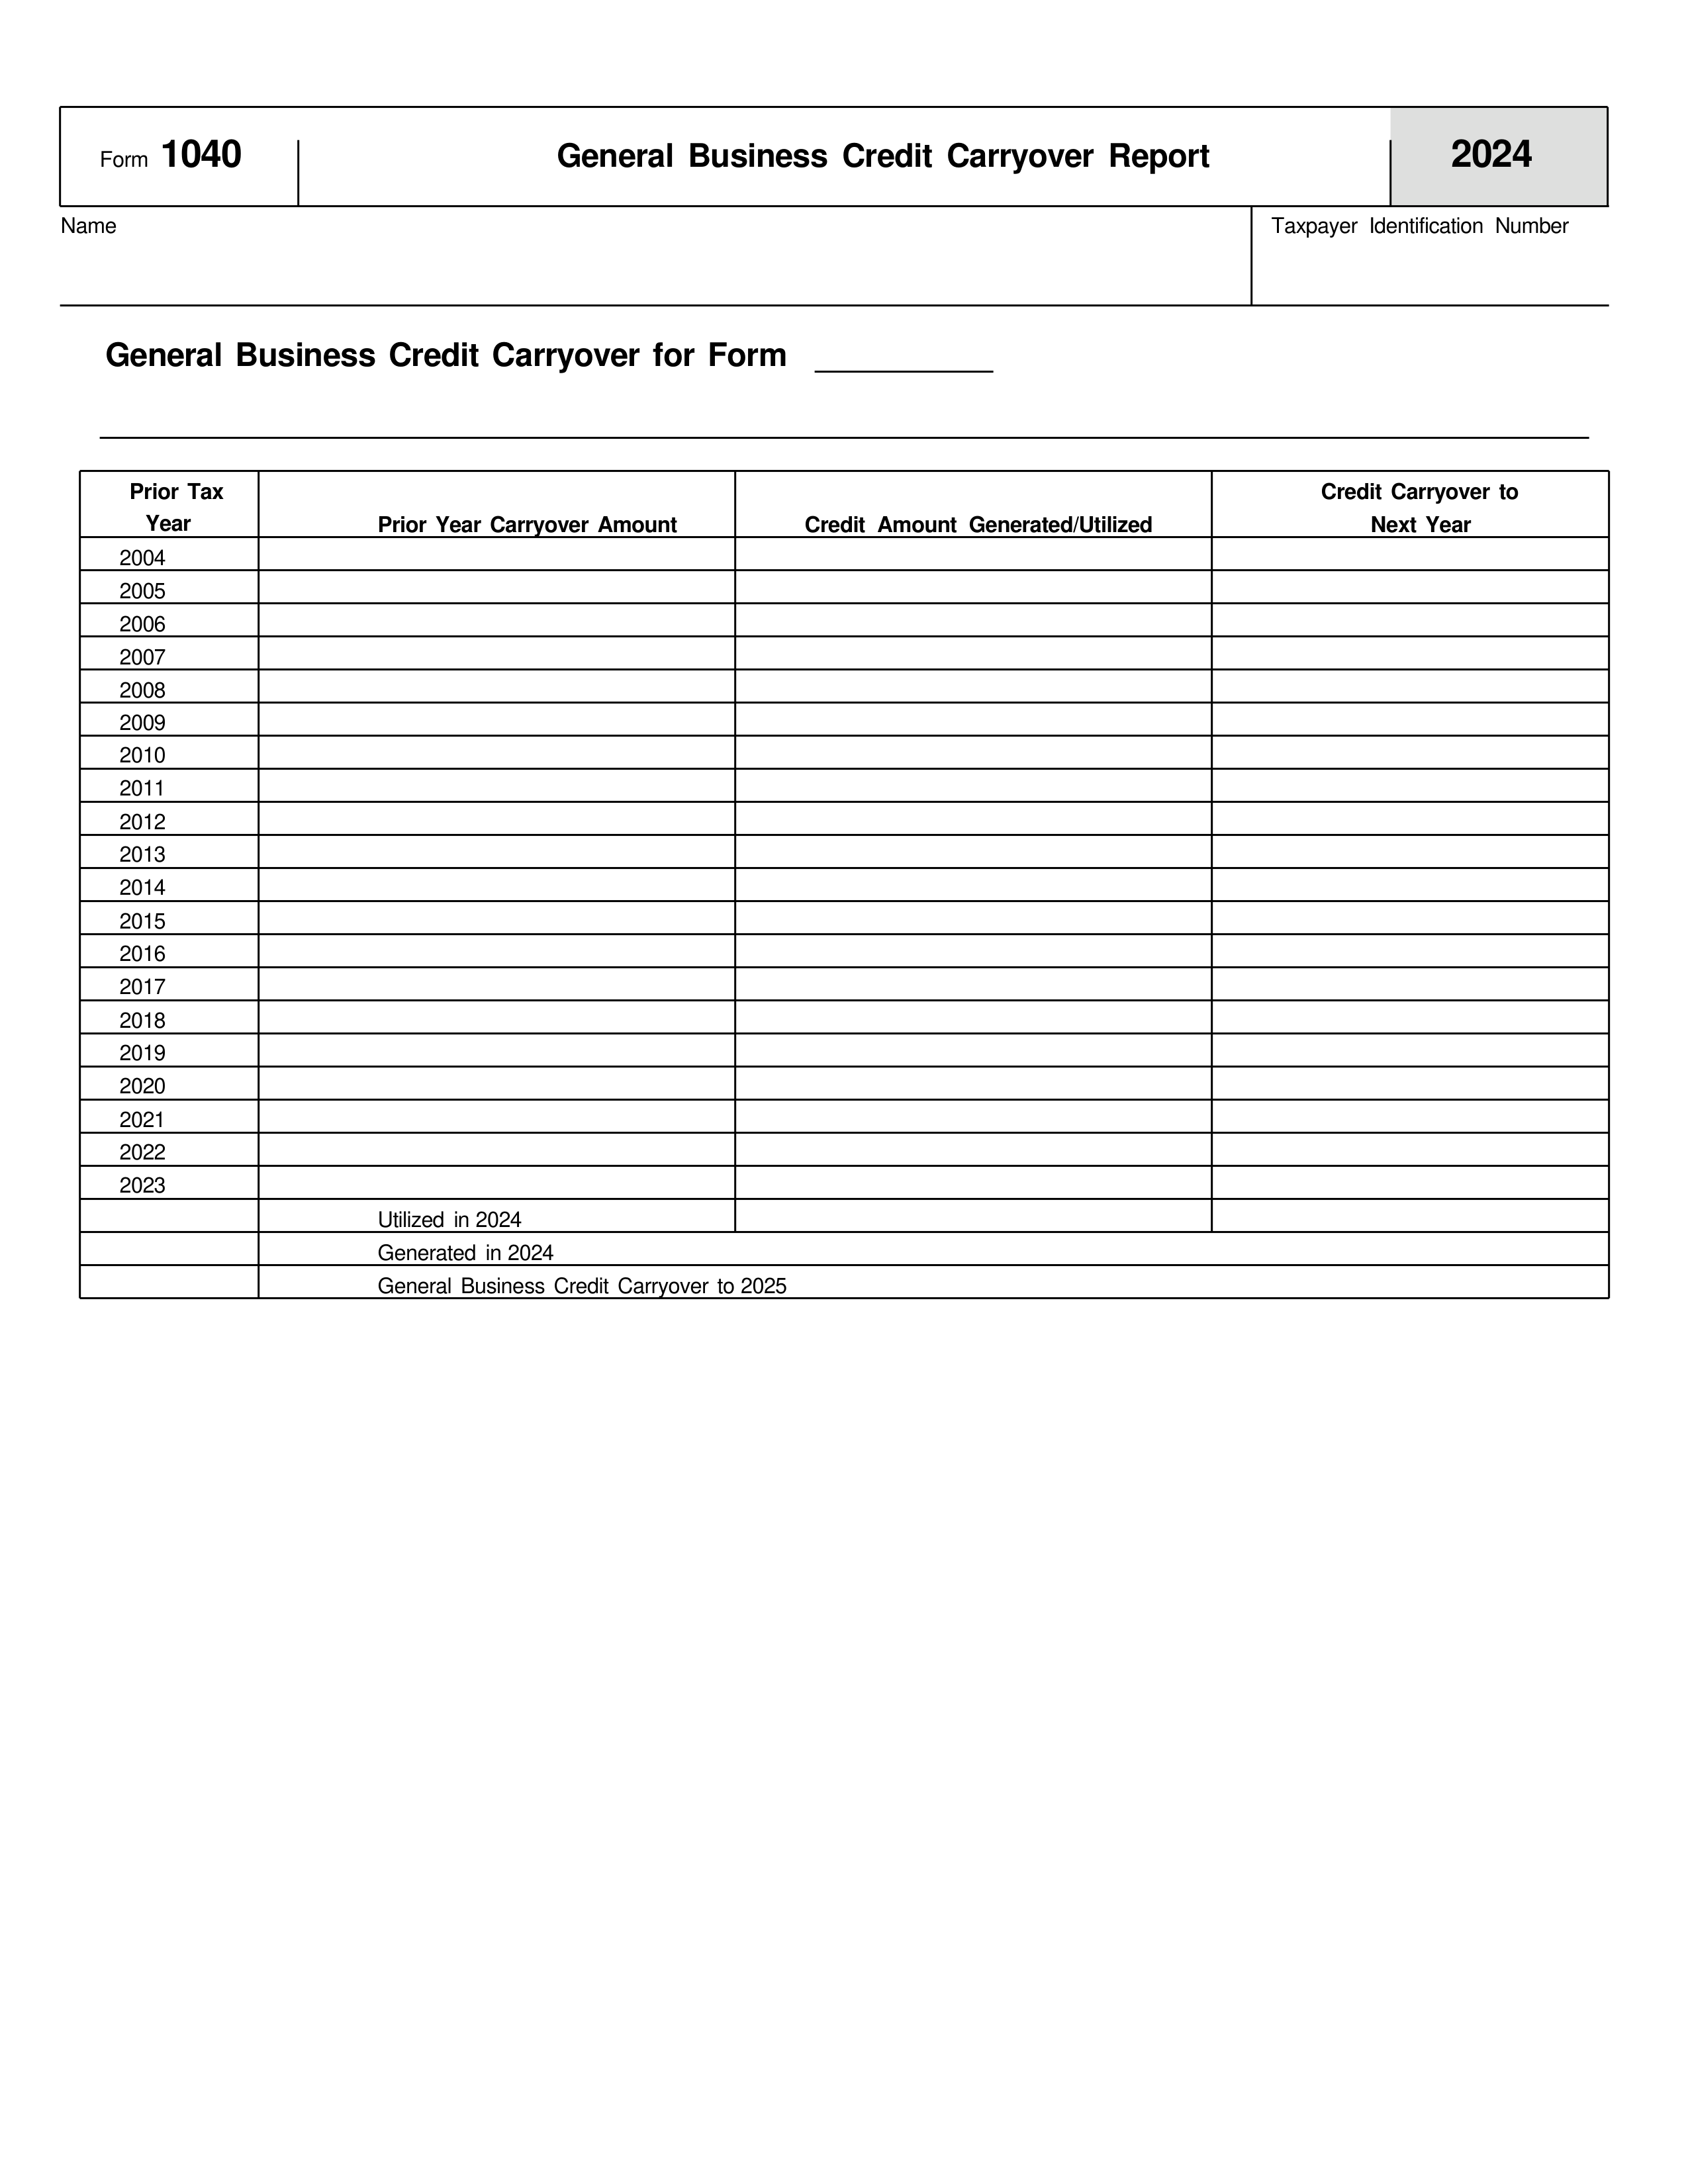 Form 1040 General Business Credit Carryover Report 2024
Name Taxpayer Identification Number
General Business Credit Carryover for Form
Prior Tax Credit Carryover to
Year Prior Year Carryover Amount Credit Amount Generated/Utilized Next Year
2004
2005
2006
2007
2008
2009
2010
2011
2012
2013
2014
2015
2016
2017
2018
2019
2020
2021
2022
2023
Utilized in 2024
Generated in 2024
General Business Credit Carryover to 2025